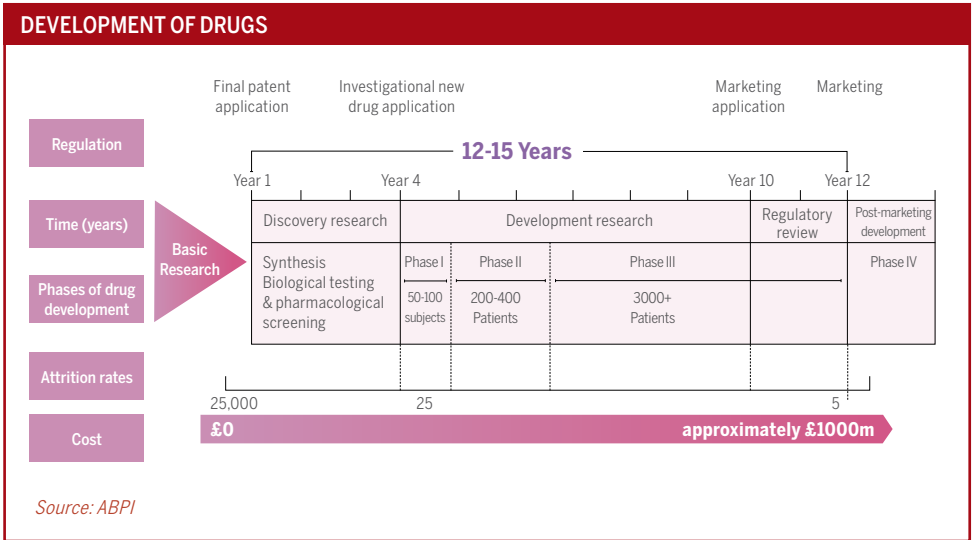 DEVELOPMENT OF DRUGS
Final patent
application
Investigational new
drug application
Marketing
application
Marketing
Regulation
12-15 Years
Year 1
Year 4
Year 10
Year 12
Time (years)
Basic
Research
Discovery research
Development research
Regulatory
review
Post-marketing
development
Phases of drug
development
Synthesis
Biological testing
& pharmacological
screening
Phase I
50-100
subjects
Phase II
200-400
Patients
Phase III
3000+
Patients
Phase IV
Attrition rates
25,000
25
5
Cost
£0
approximately £1000m
Source: ABPI